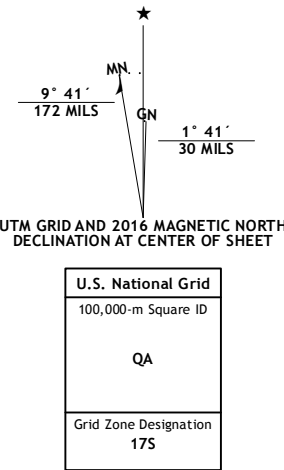 ★
MN
GN
9° 41´
172 MILS
1° 41´
30 MILS
UTM GRID AND 2016 MAGNETIC NORTH
DECLINATION AT CENTER OF SHEET
U.S. National Grid
100,000-m Square ID
QA
Grid Zone Designation
17S